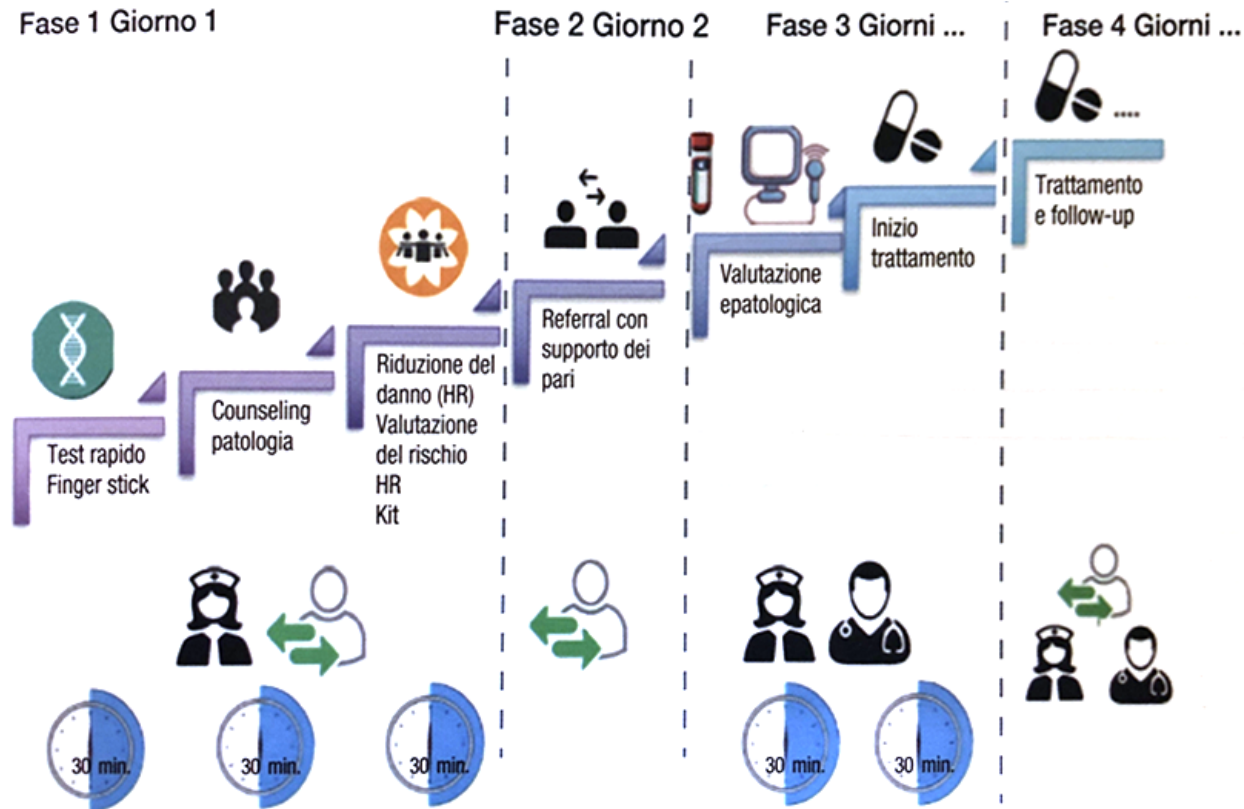 Fase 1 Giorno 1
Fase 2 Giorno 2
Fase 3 Giorni ...
Fase 4 Giorni ...
Test rapido
Finger stick
Counseling
patologia
Riduzione del
danno (HR)
Valutazione
del rischio
HR
Kit
Referral con
supporto dei
pari
Valutazione
epatologica
Inizio
trattamento
....
Trattamento
e follow-up
30 min.
30 min.
30 min.
30 min.
30 min.